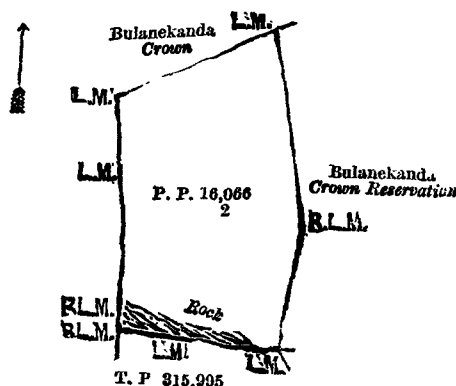 Bulanekanda
Crown
L.M.
L.M.
L.M.
P. P. 16,066
2
Bulanekanda
Crown Reservation
R.L.M.
R.L.M.
Rock
R.L.M.
L.M.
L.M.
T. P 315,995